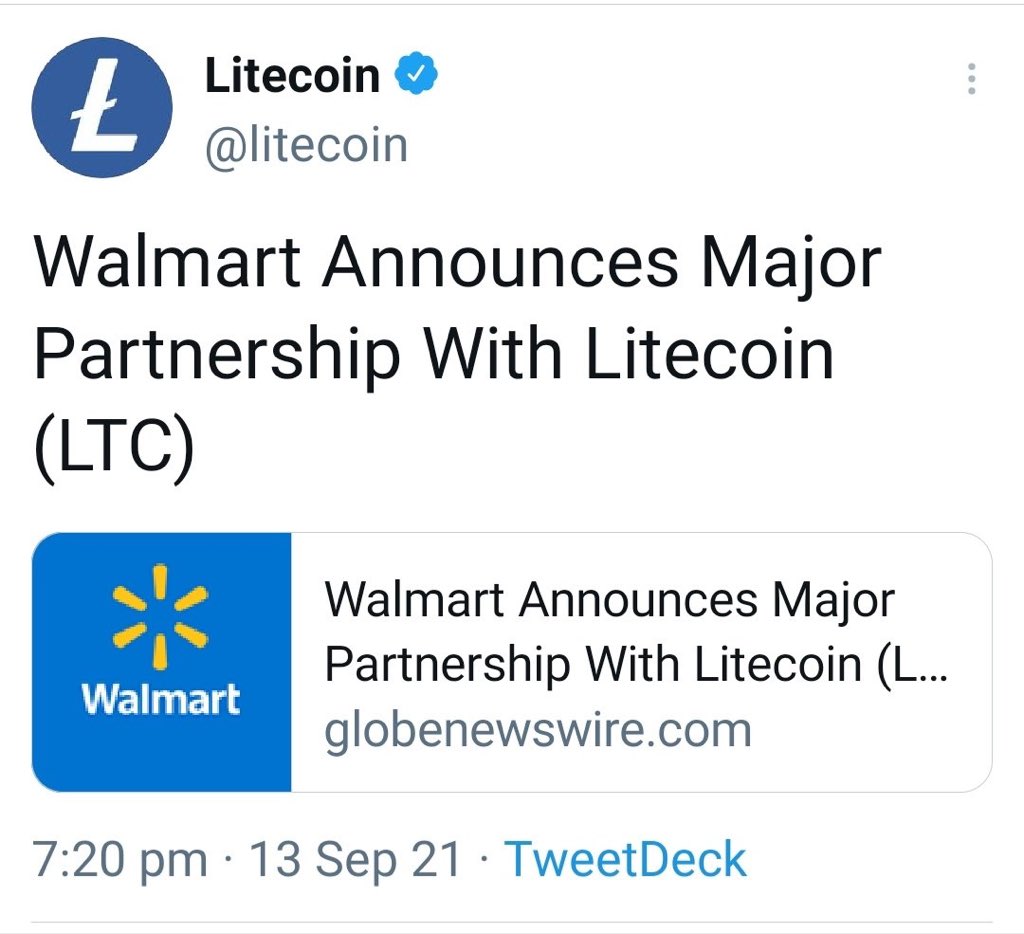 Litecoin
@litecoin
Walmart Announces Major
Partnership With Litecoin
(LTC)
Walmart
Walmart Announces Major
Partnership With Litecoin (L...
globenewswire.com
7:20 pm · 13 Sep 21 · TweetDeck